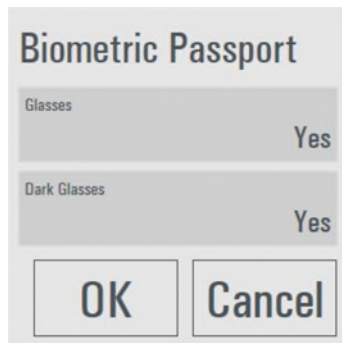 Biometric Passport
Glasses
Yes
Dark Glasses
Yes
OK Cancel